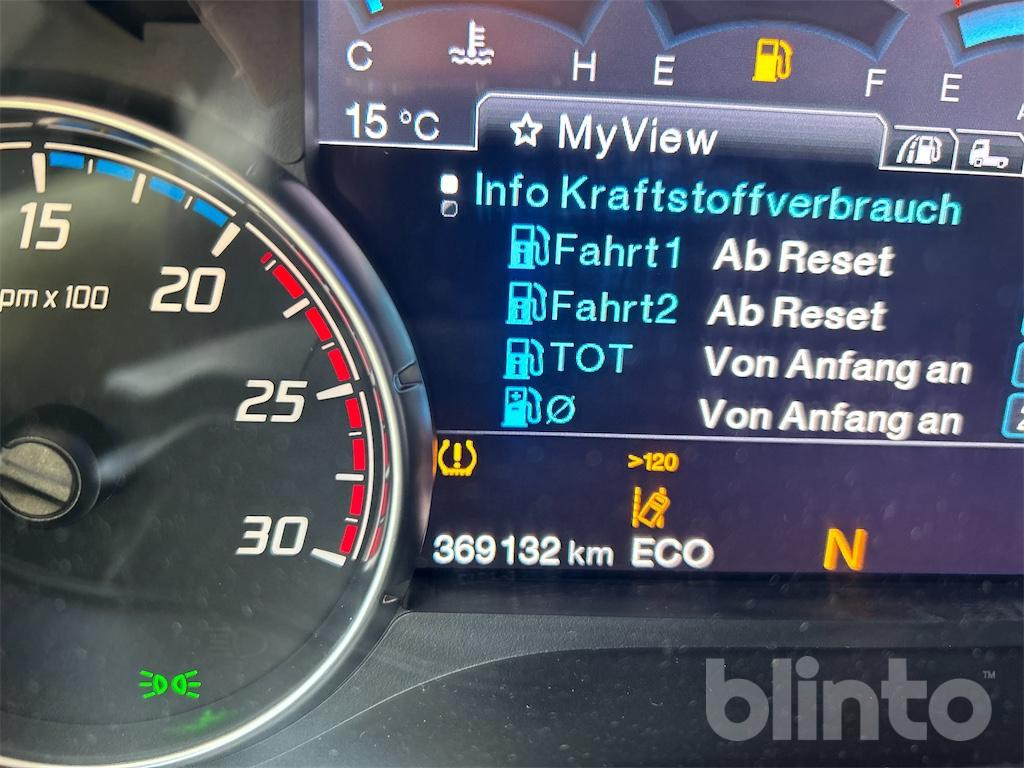 C H E F E
15 °C
MyView
Info Kraftstoffverbrauch
Fahrt1 Ab Reset
Fahrt2 Ab Reset
TOT Von Anfang an
Ø Von Anfang an
>120
369132 km ECO N
15
20
25
30
pm x 100
blinto™